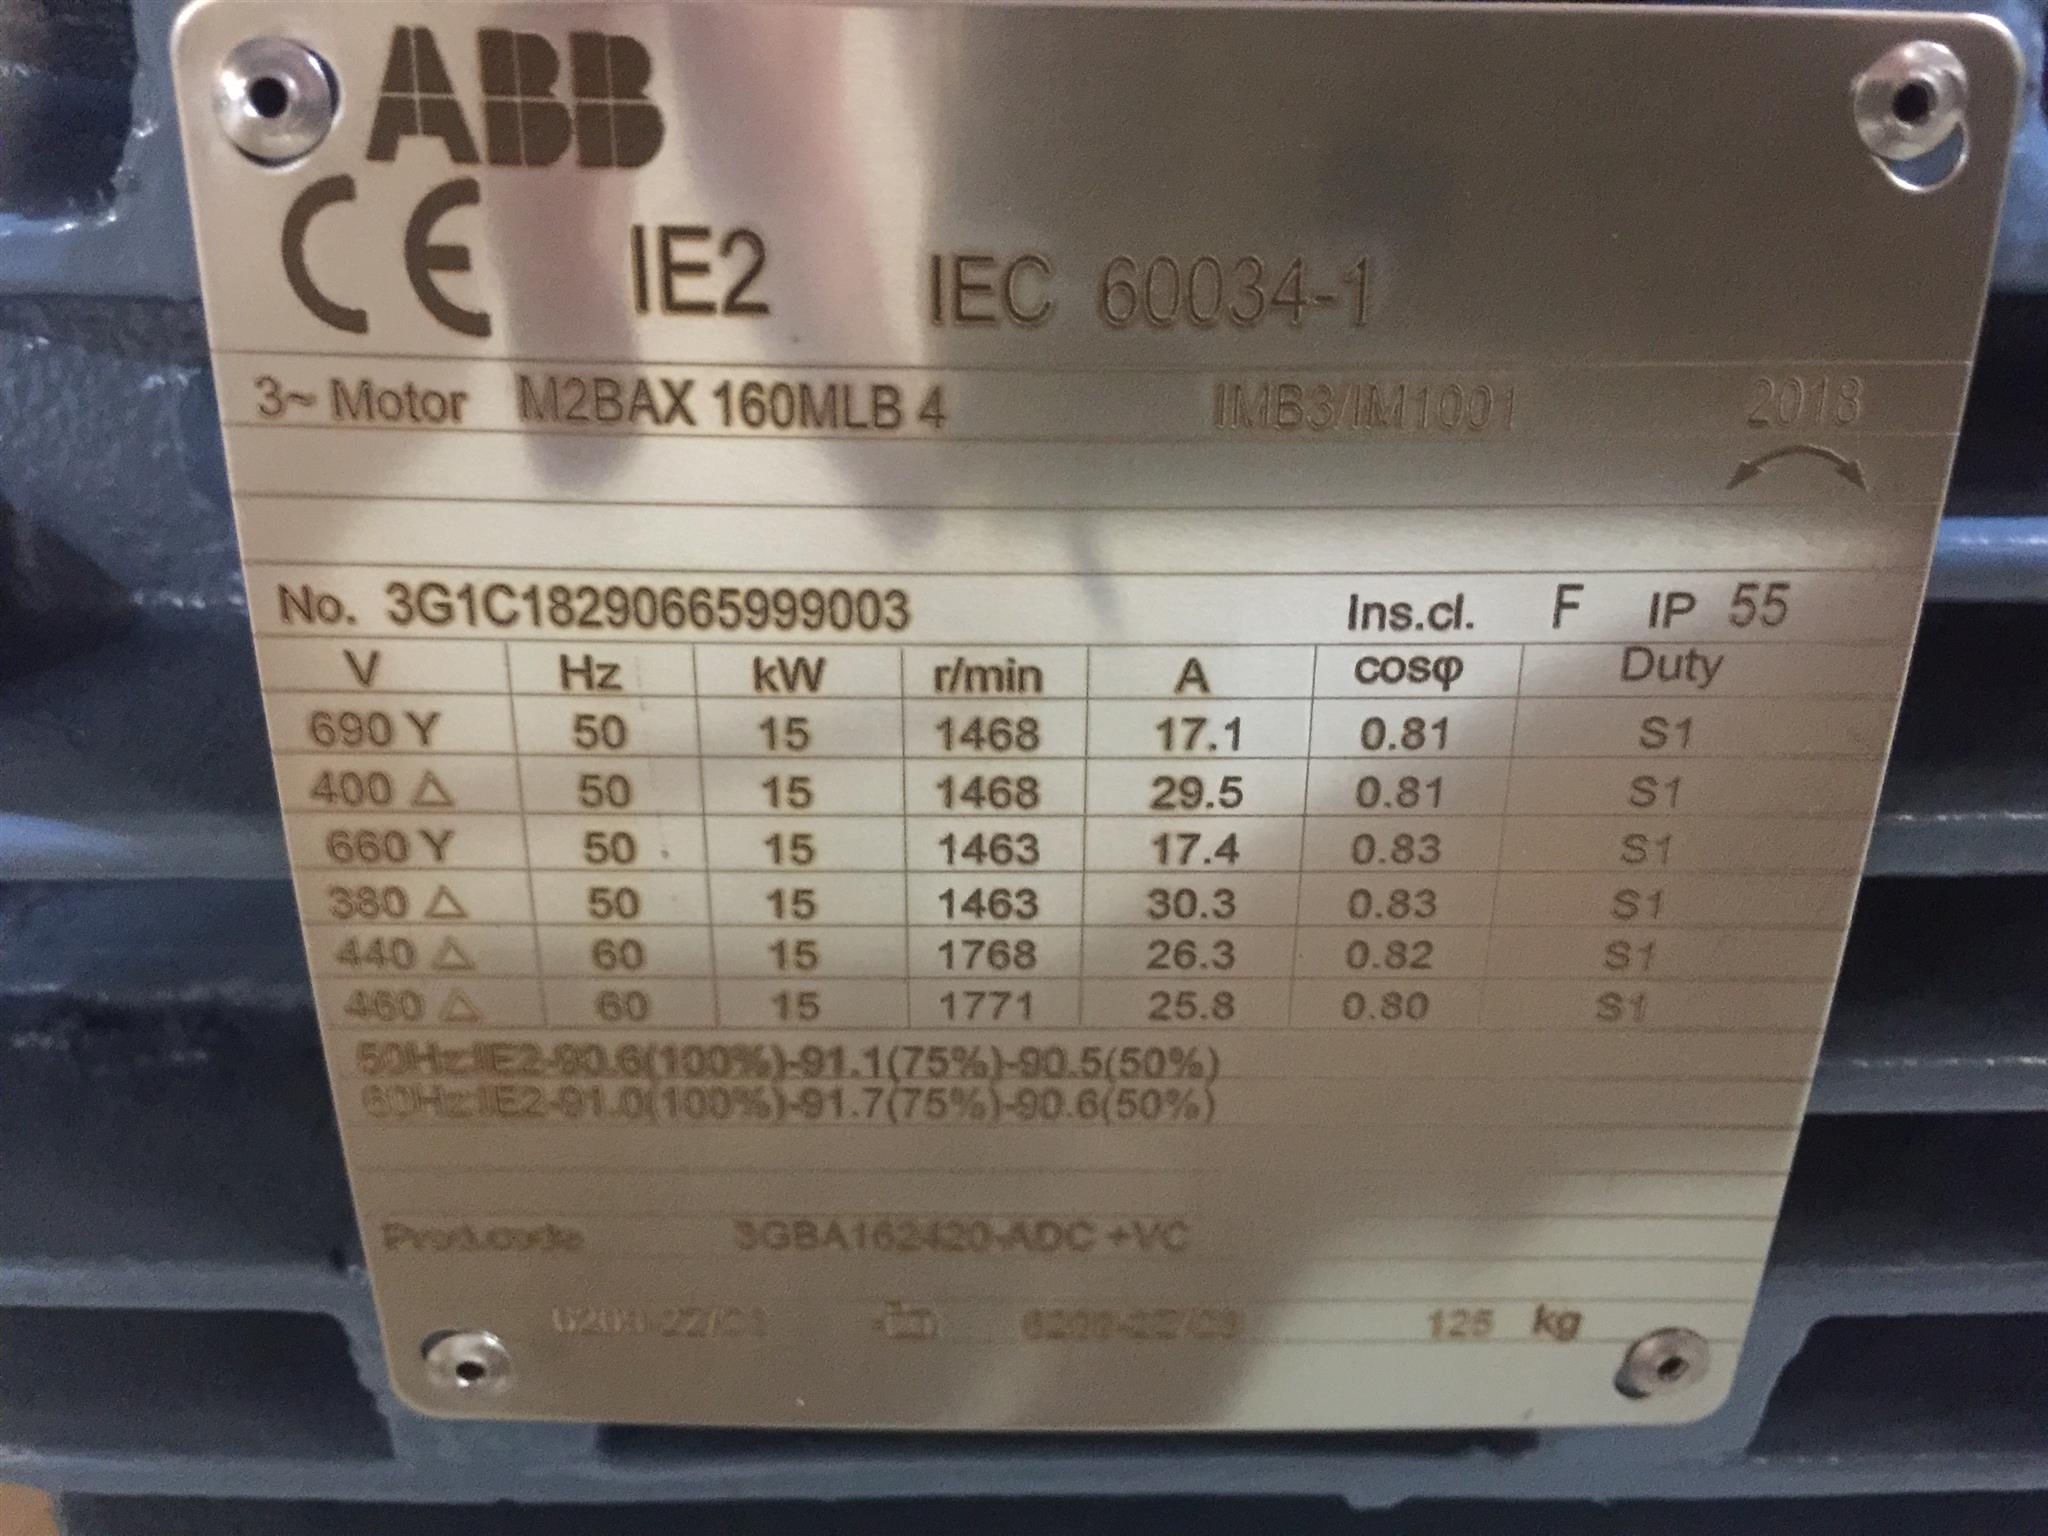 ABB
CE IE2 IEC 60034-1
3~ Motor M2BAX 160MLB 4 IMB3/IM1001 2018
No. 3G1C18290665999003 Ins.cl. F IP 55
V Hz kW r/min A cosφ Duty
690 Y 50 15 1468 17.1 0.81 S1
400 △ 50 15 1468 29.5 0.81 S1
660 Y 50 15 1463 17.4 0.83 S1
380 △ 50 15 1463 30.3 0.83 S1
440 △ 60 15 1768 26.3 0.82 S1
460 △ 60 15 1771 25.8 0.80 S1
50Hz:IE2-90.6(100%)-91.1(75%)-90.5(50%)
60Hz:IE2-91.0(100%)-91.7(75%)-90.6(50%)
Prod.code 3GBA162420-ADC +VC
125 kg